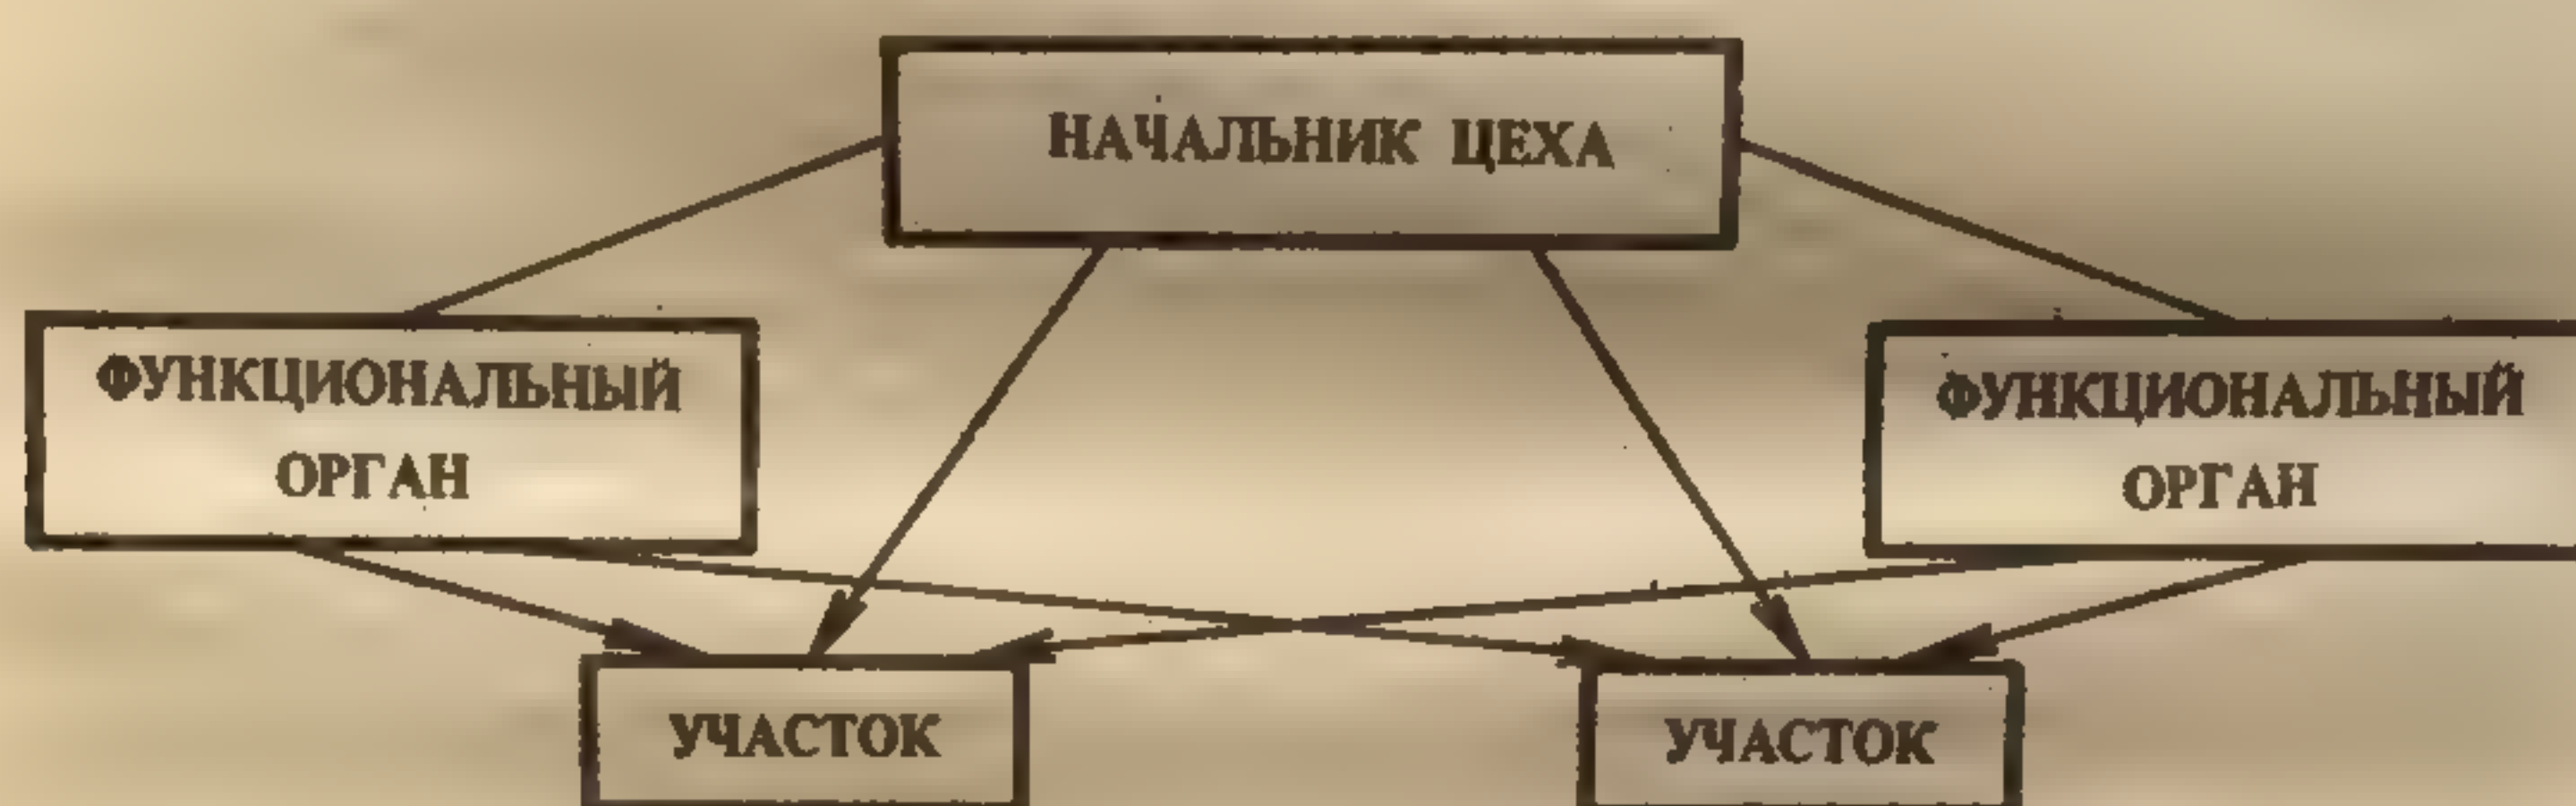 НАЧАЛЬНИК ЦЕХА
ФУНКЦИОНАЛЬНЫЙ
ОРГАН
ФУНКЦИОНАЛЬНЫЙ
ОРГАН
УЧАСТОК
УЧАСТОК